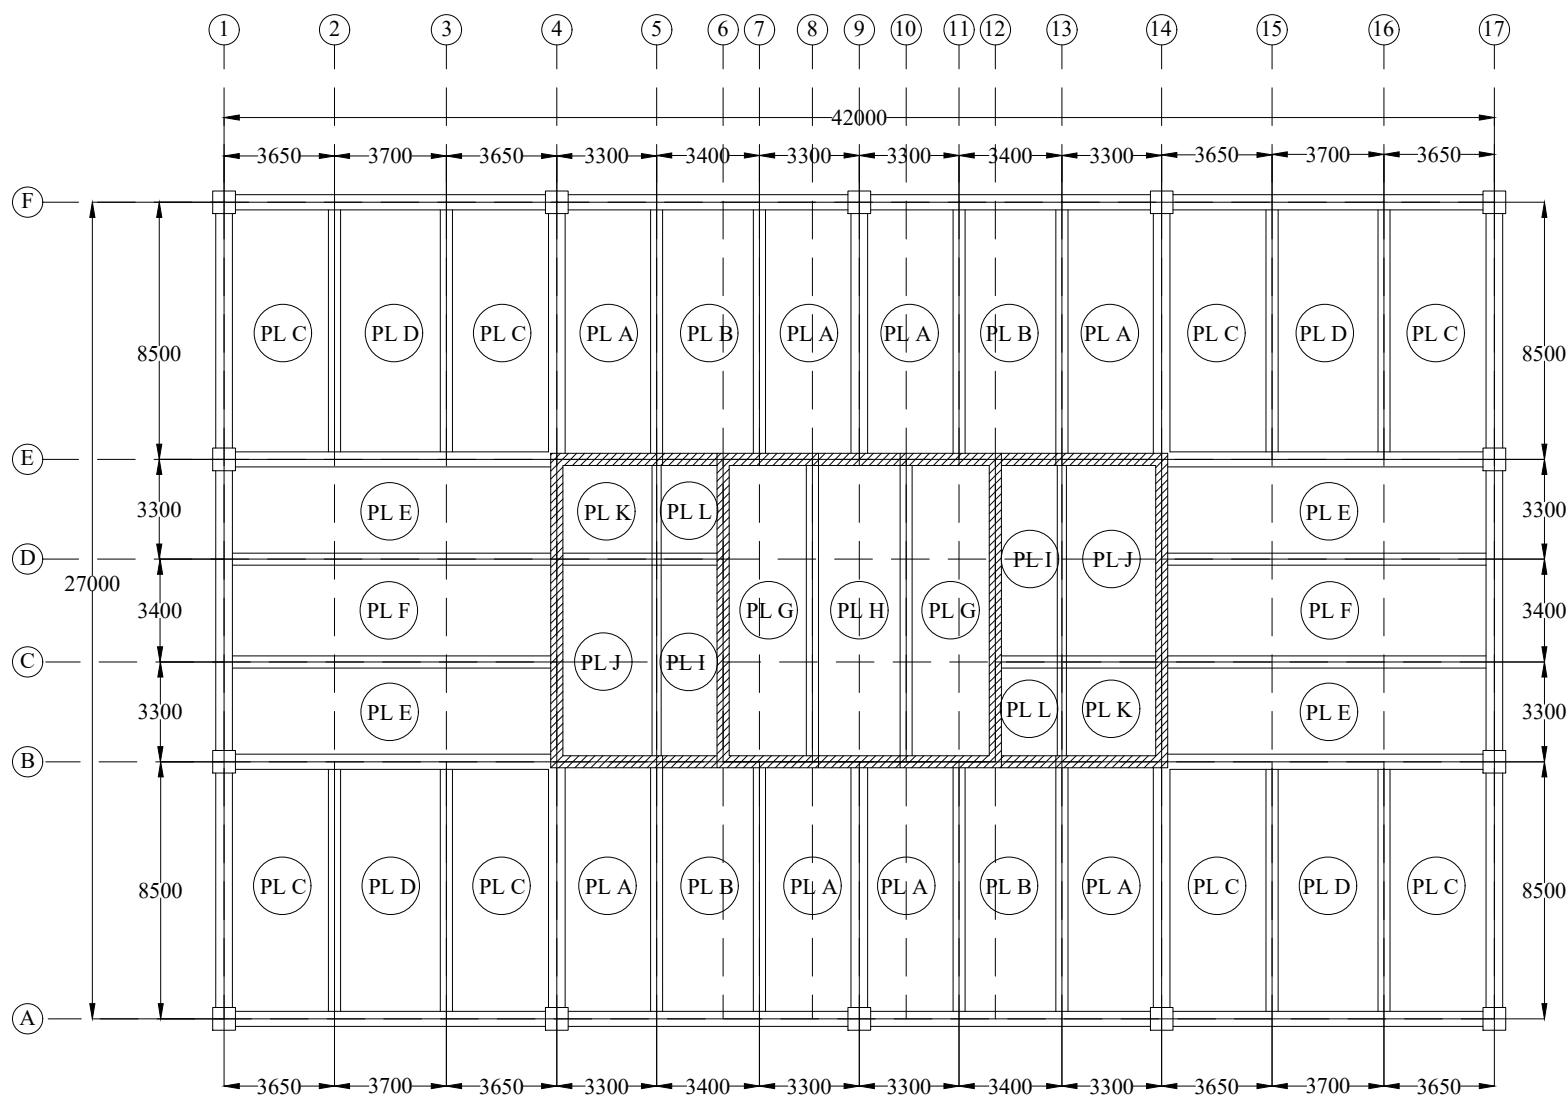 1 2 3 4 5 6 7 8 9 10 11 12 13 14 15 16 17
42000
3650 3700 3650 3300 3400 3300 3300 3400 3300 3650 3700 3650
F
PL C PL D PL C PL A PL B PL A PL A PL B PL A PL C PL D PL C
8500 8500
E
3300 PL E PL K PL L PL E 3300
D PL I PL J
27000
3400 PL F PL G PL H PL G PL F 3400
C PL J PL I
3300 PL E PL L PL K PL E 3300
B
PL C PL D PL C PL A PL B PL A PL A PL B PL A PL C PL D PL C
8500 8500
A
3650 3700 3650 3300 3400 3300 3300 3400 3300 3650 3700 3650